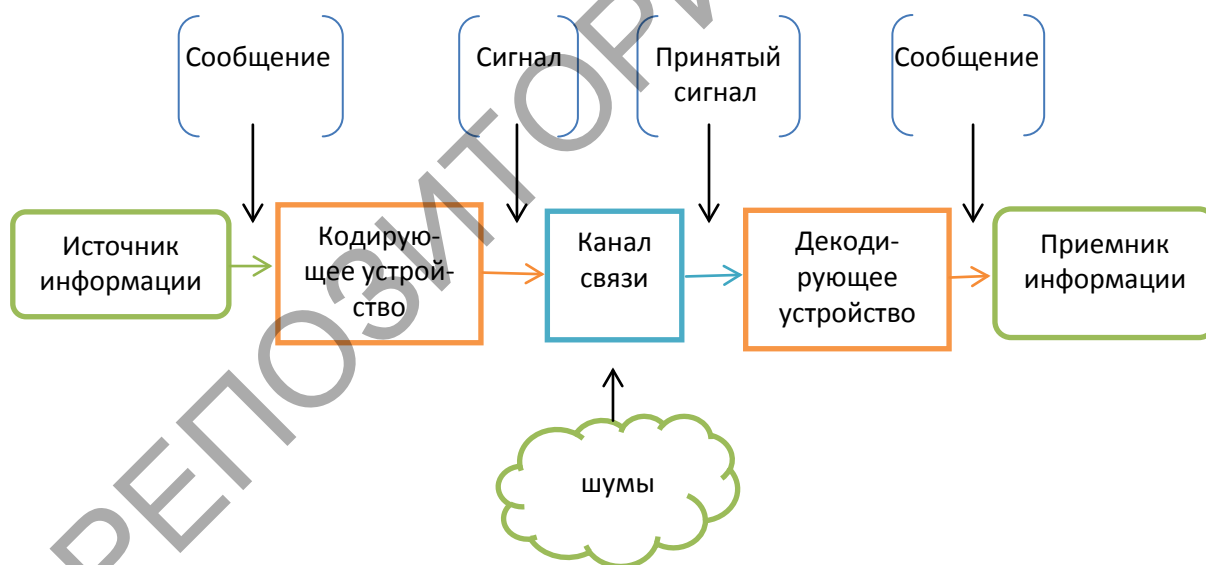 Сообщение
Сигнал
Принятый
сигнал
Сообщение
Источник
информации
Кодирую-
щее устрой-
ство
Канал
связи
Декоди-
рующее
устройство
Приемник
информации
шумы
РЕПОЗИТОРИ